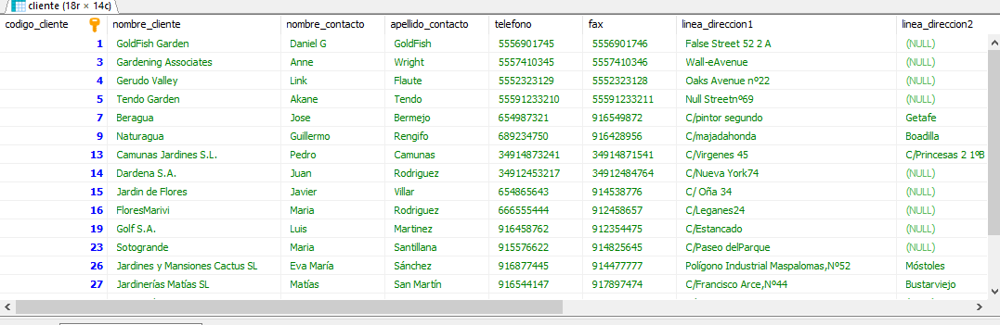 cliente (18r × 14c)
codigo_cliente nombre_cliente nombre_contacto apellido_contacto telefono fax linea_direccion1 linea_direccion2
1 GoldFish Garden Daniel G GoldFish 5556901745 5556901746 False Street 52 2 A (NULL)
3 Gardening Associates Anne Wright 5557410345 5557410346 Wall-eAvenue (NULL)
4 Gerudo Valley Link Flaute 5552323129 5552323128 Oaks Avenue nº22 (NULL)
5 Tendo Garden Akane Tendo 55591233210 55591233211 Null Streetnº69 (NULL)
7 Beragua Jose Bermejo 654987321 916549872 C/pintor segundo Getafe
9 Naturagua Guillermo Rengifo 689234750 916428956 C/majadahonda Boadilla
13 Camunas Jardines S.L. Pedro Camunas 34914873241 34914871541 C/Virgenes 45 C/Princesas 2 1ºB
14 Dardena S.A. Juan Rodriguez 34912453217 34912484764 C/Nueva York74 (NULL)
15 Jardin de Flores Javier Villar 654865643 914538776 C/ Oña 34 (NULL)
16 FloresMarivi Maria Rodriguez 666555444 912458657 C/Leganes24 (NULL)
19 Golf S.A. Luis Martinez 916458762 912354475 C/Estancado (NULL)
23 Sotogrande Maria Santillana 915576622 914825645 C/Paseo delParque (NULL)
26 Jardines y Mansiones Cactus SL Eva María Sánchez 916877445 914477777 Polígono Industrial Maspalomas,Nº52 Móstoles
27 Jardinerías Matías SL Matías San Martín 916544147 917897474 C/Francisco Arce,Nº44 Bustarviejo